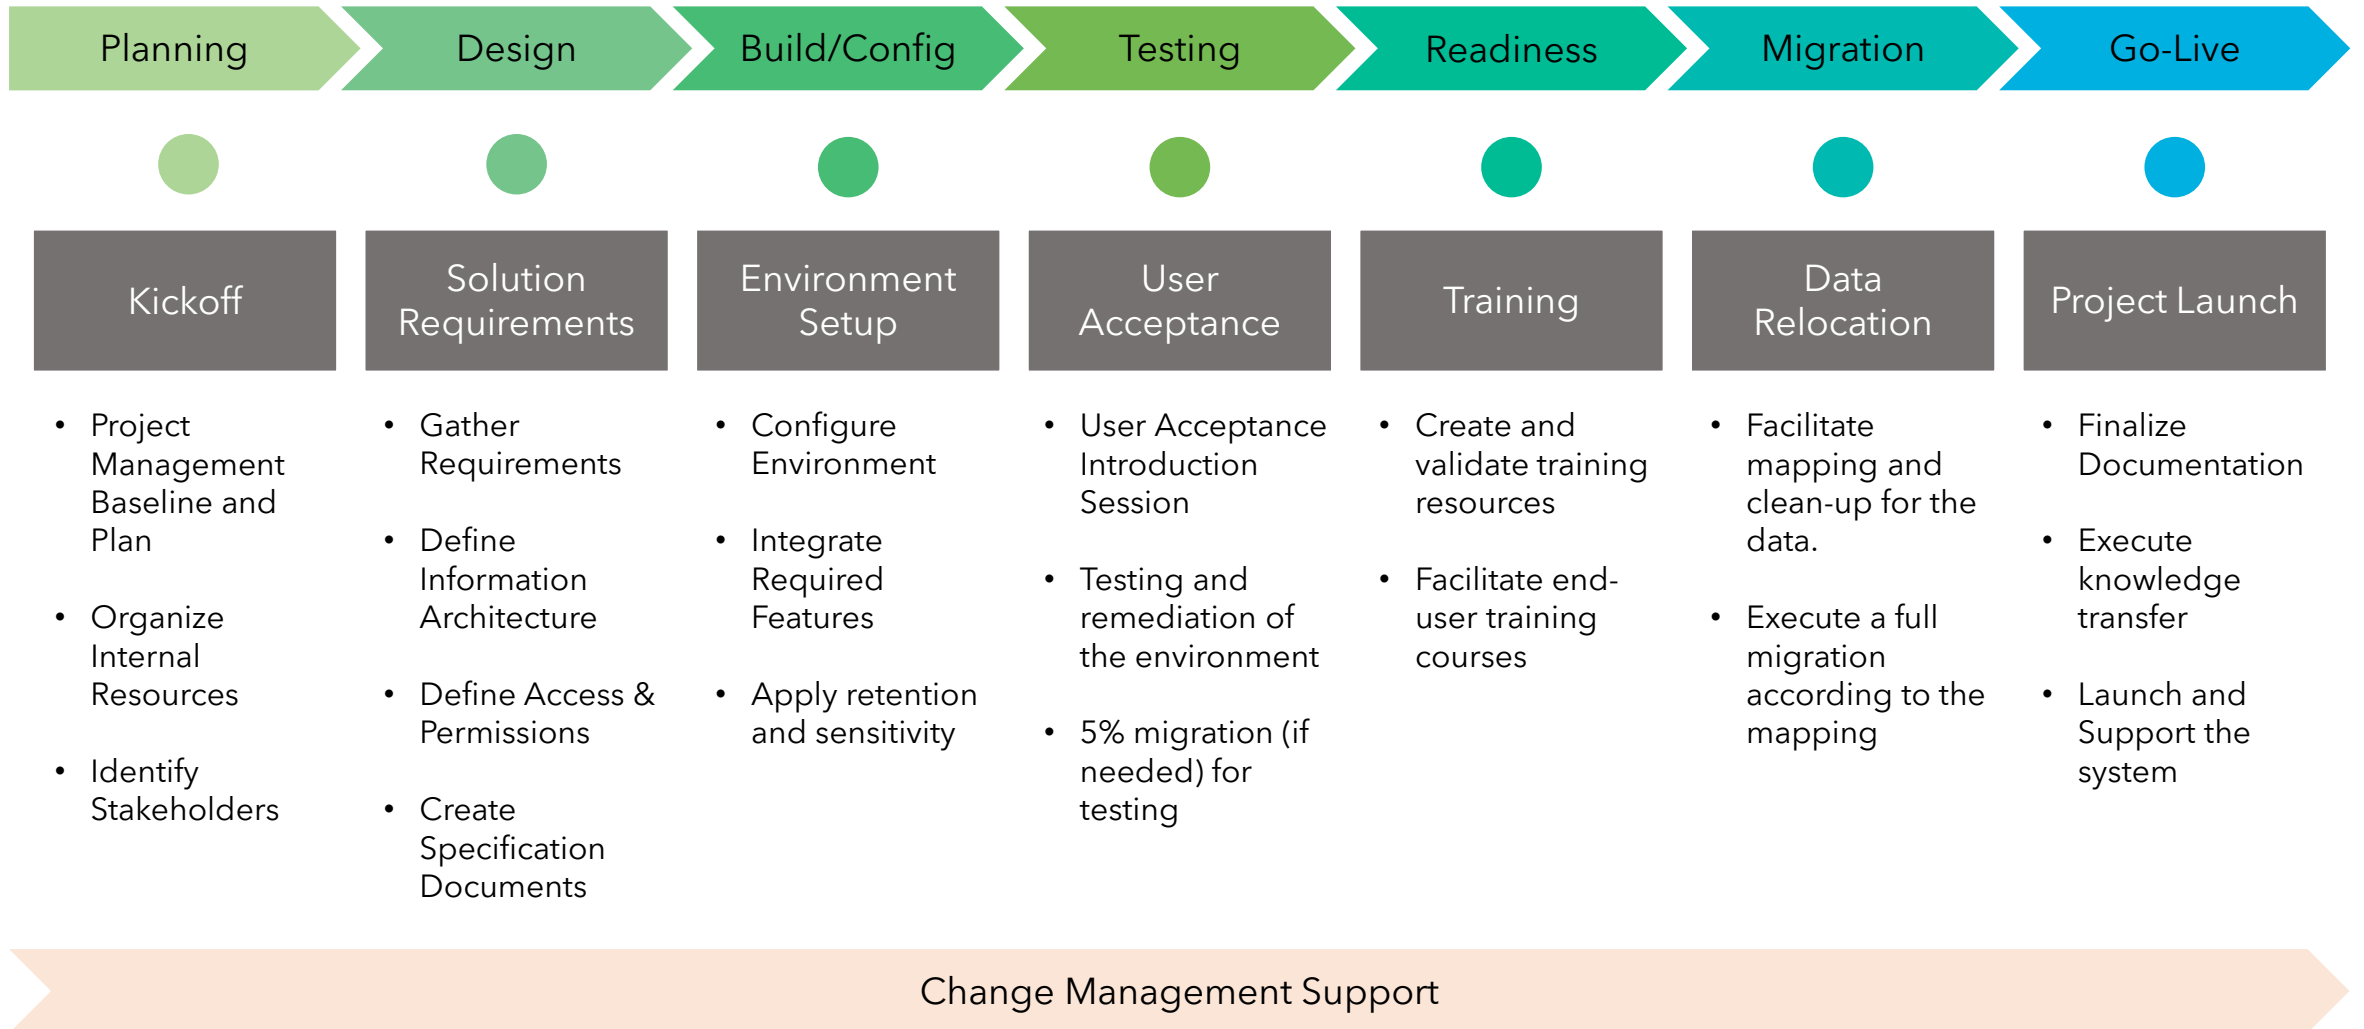 Planning
Design
Build/Config
Testing
Readiness
Migration
Go-Live
Kickoff
Solution
Requirements
Environment
Setup
User
Acceptance
Training
Data
Relocation
Project Launch
• Project
Management
Baseline and
Plan
• Organize
Internal
Resources
• Identify
Stakeholders
• Gather
Requirements
• Define
Information
Architecture
• Define Access &
Permissions
• Create
Specification
Documents
• Configure
Environment
• Integrate
Required
Features
• Apply retention
and sensitivity
• User Acceptance
Introduction
Session
• Testing and
remediation of
the environment
• 5% migration (if
needed) for
testing
• Create and
validate training
resources
• Facilitate end-
user training
courses
• Facilitate
mapping and
clean-up for the
data.
• Execute a full
migration
according to the
mapping
• Finalize
Documentation
• Execute
knowledge
transfer
• Launch and
Support the
system
Change Management Support